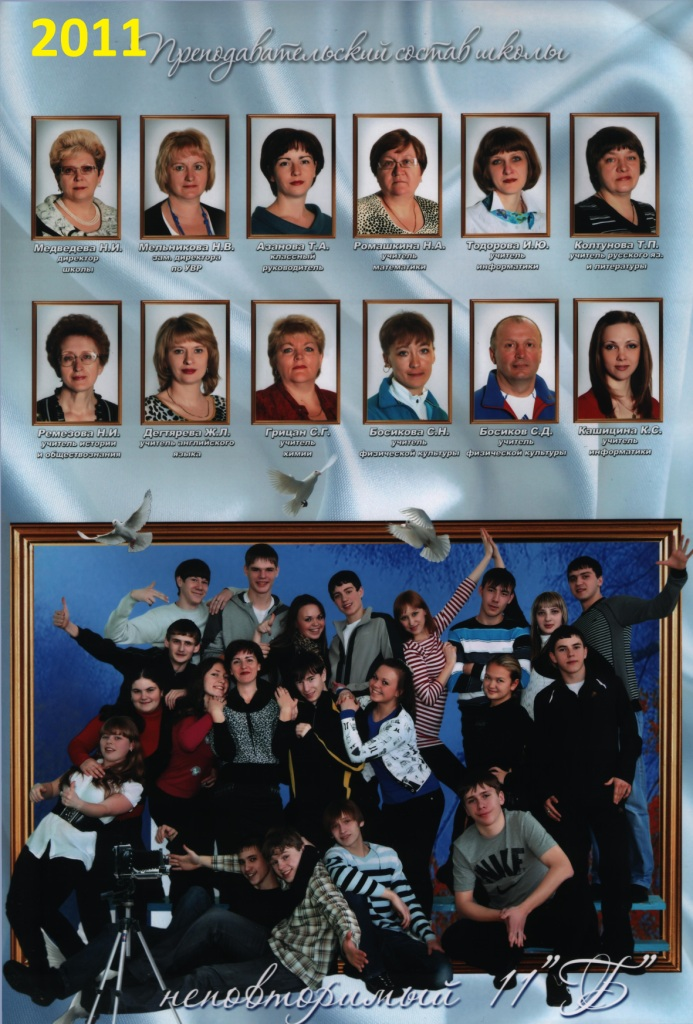 2011
Преподавательский состав школы
Медведева Н.И.
директор
школы
Мельникова Н.В.
зам. директора
по УВР
Азанова Т.А.
классный
руководитель
Ромашкина Н.А.
учитель
математики
Тодорова И.Ю.
учитель
информатики
Колтунова Т.П.
учитель русского яз.
и литературы
Ремезова Н.И.
учитель истории
и обществознания
Дегтярева Ж.Л.
учитель английского
языка
Грицан С.Г.
учитель
химии
Босикова С.Н.
учитель
физической культуры
Босиков С.Д.
учитель
физической культуры
Кашицина К.С.
учитель
информатики
NIKE
неповторимый 11"Б"